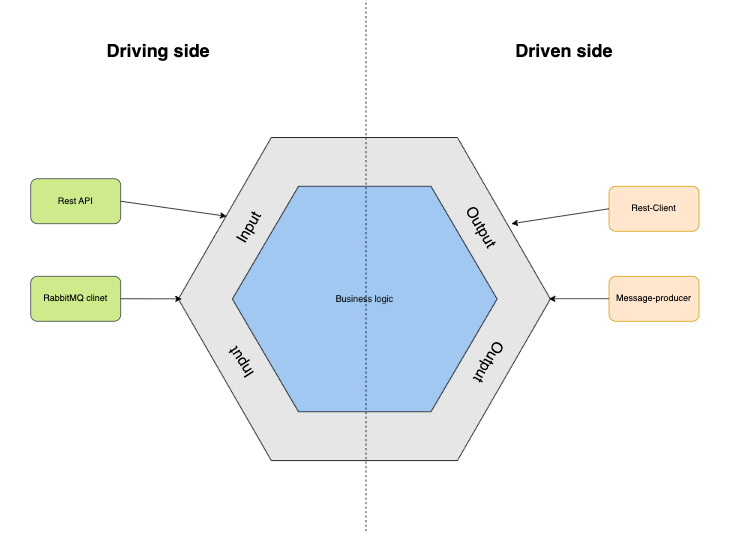 Driving side
Driven side
Rest API
Input
Output
Rest-Client
RabbitMQ clinet
Business logic
Message-producer
Input
Output